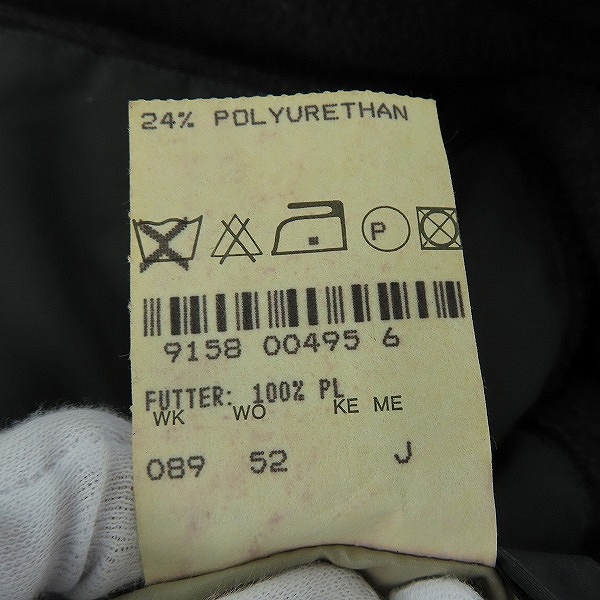 24% POLYURETHAN
P
9158 00495 6
FUTTER: 100% PL
WK WO KE ME
089 52 J